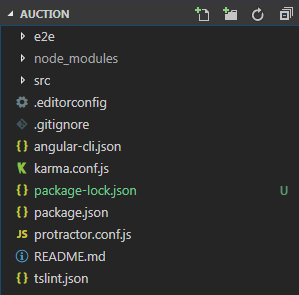 AUCTION
e2e
node_modules
src
.editorconfig
.gitignore
angular-cli.json
karma.conf.js
package-lock.json U
package.json
JS protractor.conf.js
README.md
tslint.json